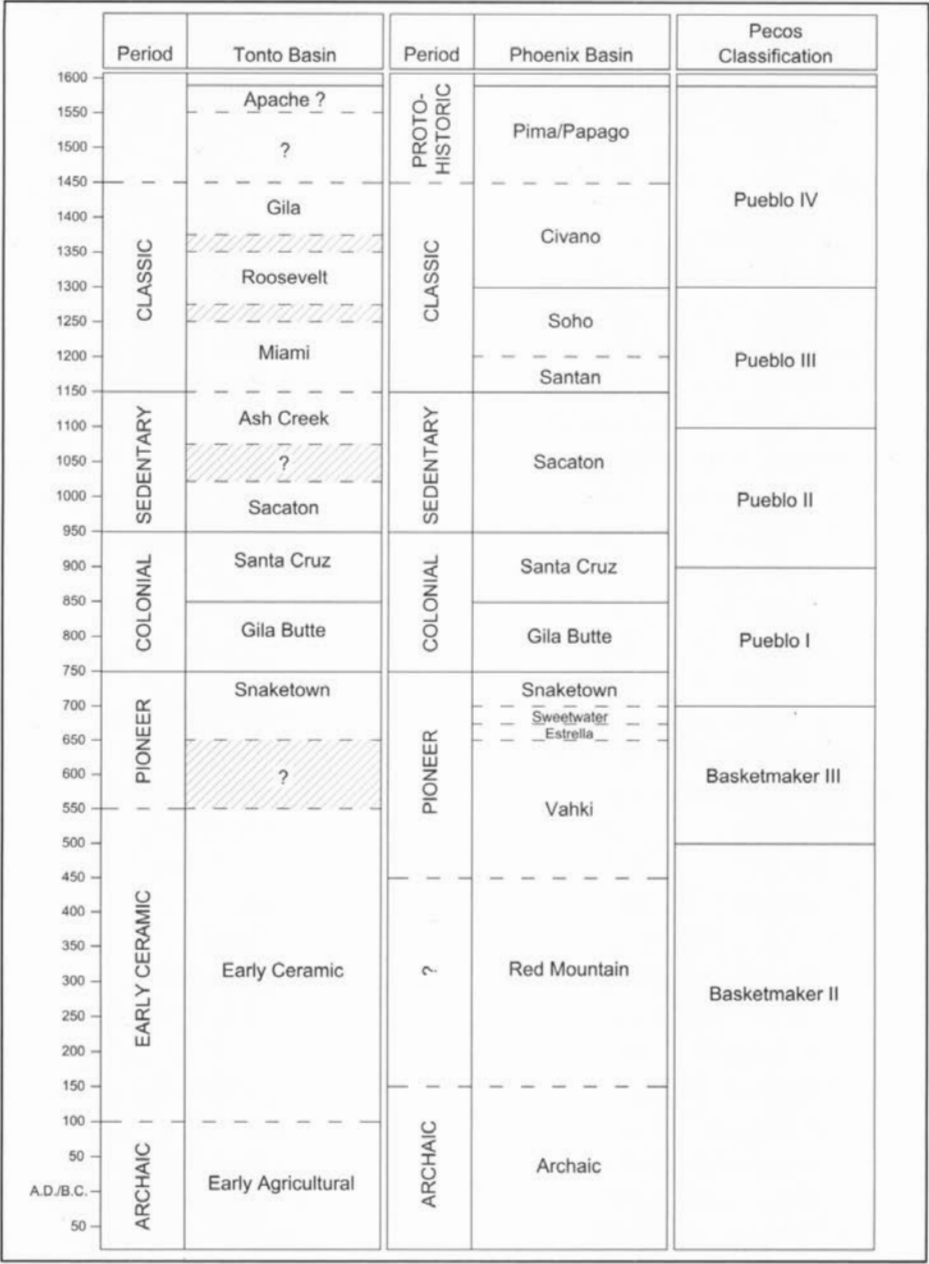 Period
Tonto Basin
Period
Phoenix Basin
Pecos
Classification
1600
1550
1500
1450
1400
1350
1300
1250
1200
1150
1100
1050
1000
950
900
850
800
750
700
650
600
550
500
450
400
350
300
250
200
150
100
50
A.D./B.C.
50
CLASSIC
SEDENTARY
COLONIAL
PIONEER
EARLY CERAMIC
ARCHAIC
Apache ?
?
Gila
Roosevelt
Miami
Ash Creek
?
Sacaton
Santa Cruz
Gila Butte
Snaketown
?
Early Ceramic
Early Agricultural
PROTO-
HISTORIC
CLASSIC
SEDENTARY
COLONIAL
PIONEER
?
ARCHAIC
Pima/Papago
Civano
Soho
Santan
Sacaton
Santa Cruz
Gila Butte
Snaketown
Sweetwater
Estrella
Vahki
Red Mountain
Archaic
Pueblo IV
Pueblo III
Pueblo II
Pueblo I
Basketmaker III
Basketmaker II